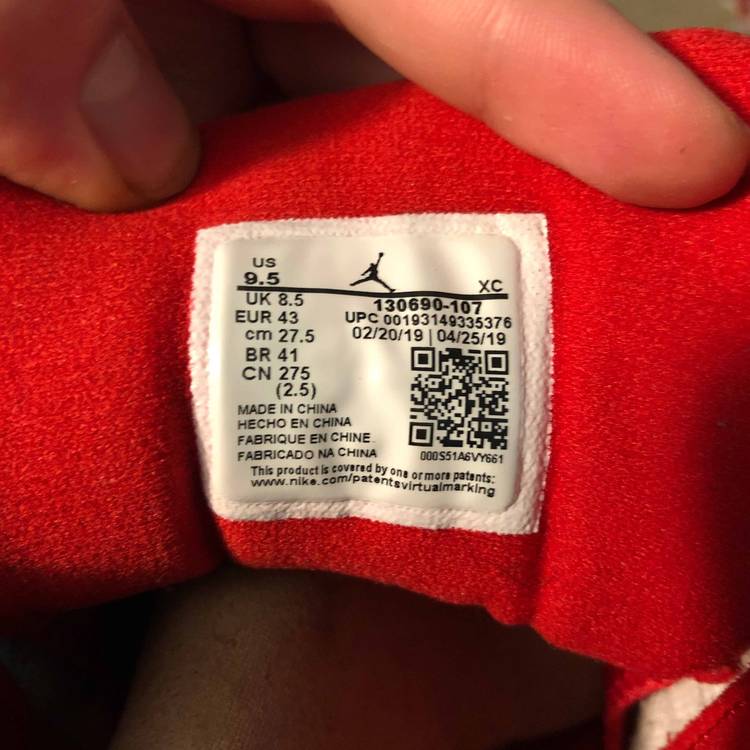 US
9.5
XC
UK 8.5
130690-107
EUR 43
UPC 00193149335376
cm 27.5
02/20/19 | 04/25/19
BR 41
CN 275
(2.5)
MADE IN CHINA
HECHO EN CHINA
FABRIQUE EN CHINE
FABRICADO NA CHINA
000S51A6VY661
This product is covered by one or more patents:
www.nike.com/patentsvirtualmarking